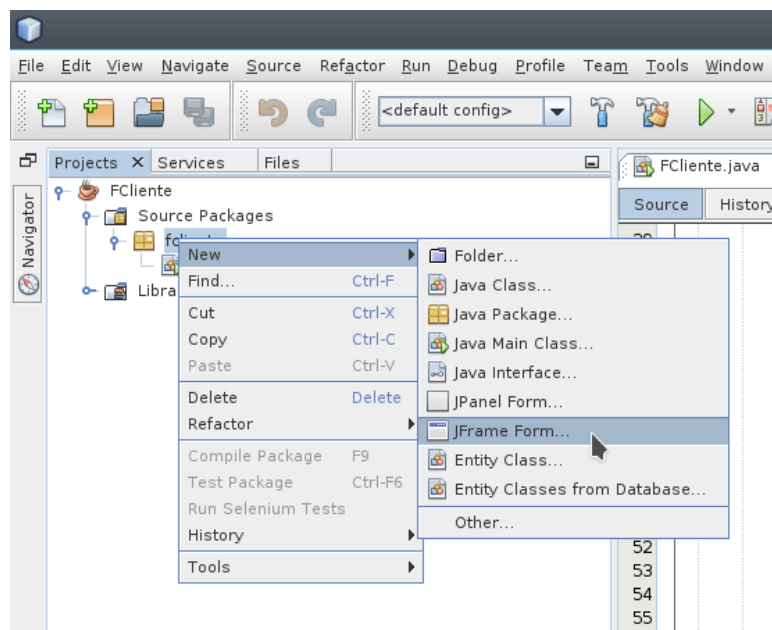 File Edit View Navigate Source Refactor Run Debug Profile Team Tools Window
<default config>
Projects X Services Files
FCliente.java
FCliente
Source History
Source Packages
Navigator
New
Folder...
Find... Ctrl-F
Java Class...
Libra
Cut Ctrl-X
Java Package...
Copy Ctrl-C
Java Main Class...
Paste Ctrl-V
Java Interface...
Delete Delete
JPanel Form...
Refactor
JFrame Form...
Compile Package F9
Entity Class...
Test Package Ctrl-F6
Entity Classes from Database...
Run Selenium Tests
Other...
History
52
Tools
53
54
55